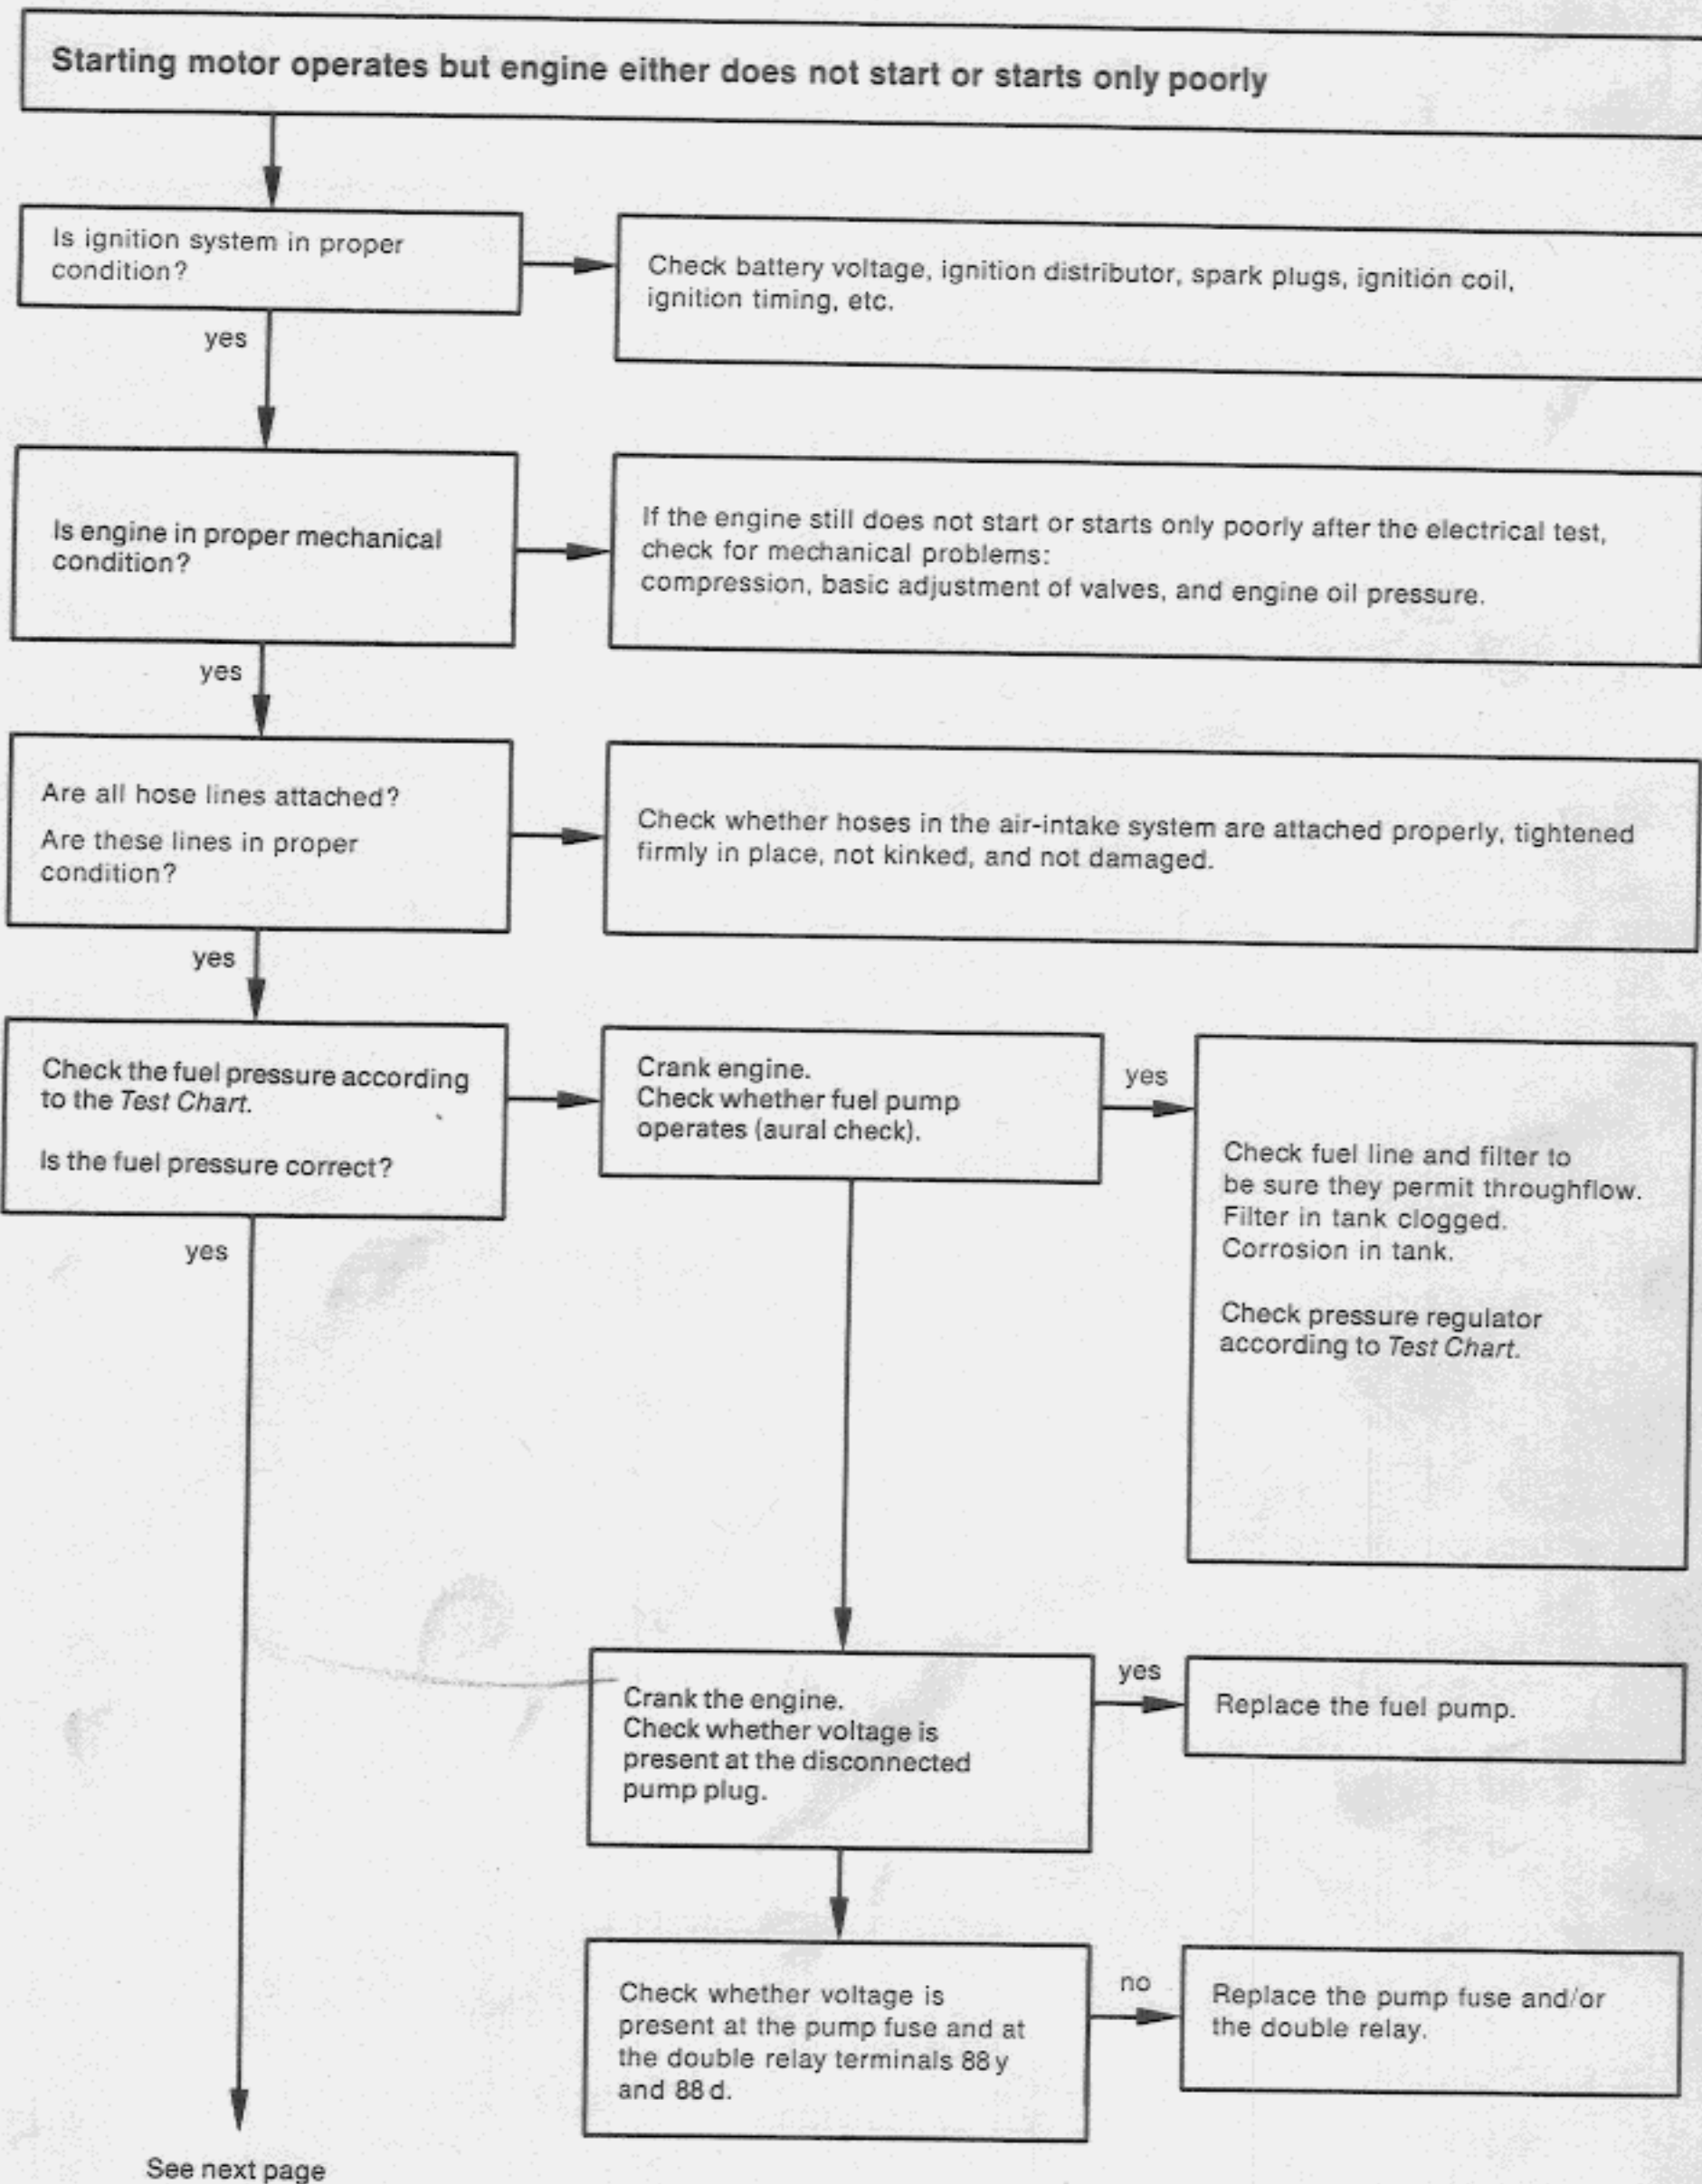 Starting motor operates but engine either does not start or starts only poorly
Is ignition system in proper
condition?
Check battery voltage, ignition distributor, spark plugs, ignition coil,
ignition timing, etc.
yes
Is engine in proper mechanical
condition?
If the engine still does not start or starts only poorly after the electrical test,
check for mechanical problems:
compression, basic adjustment of valves, and engine oil pressure.
yes
Are all hose lines attached?
Are these lines in proper
condition?
Check whether hoses in the air-intake system are attached properly, tightened
firmly in place, not kinked, and not damaged.
yes
Check the fuel pressure according
to the Test Chart.
Is the fuel pressure correct?
Crank engine.
Check whether fuel pump
operates (aural check).
yes
Check fuel line and filter to
be sure they permit throughflow.
Filter in tank clogged.
Corrosion in tank.
Check pressure regulator
according to Test Chart.
yes
Crank the engine.
Check whether voltage is
present at the disconnected
pump plug.
yes
Replace the fuel pump.
Check whether voltage is
present at the pump fuse and at
the double relay terminals 88y
and 88d.
no
Replace the pump fuse and/or
the double relay.
See next page